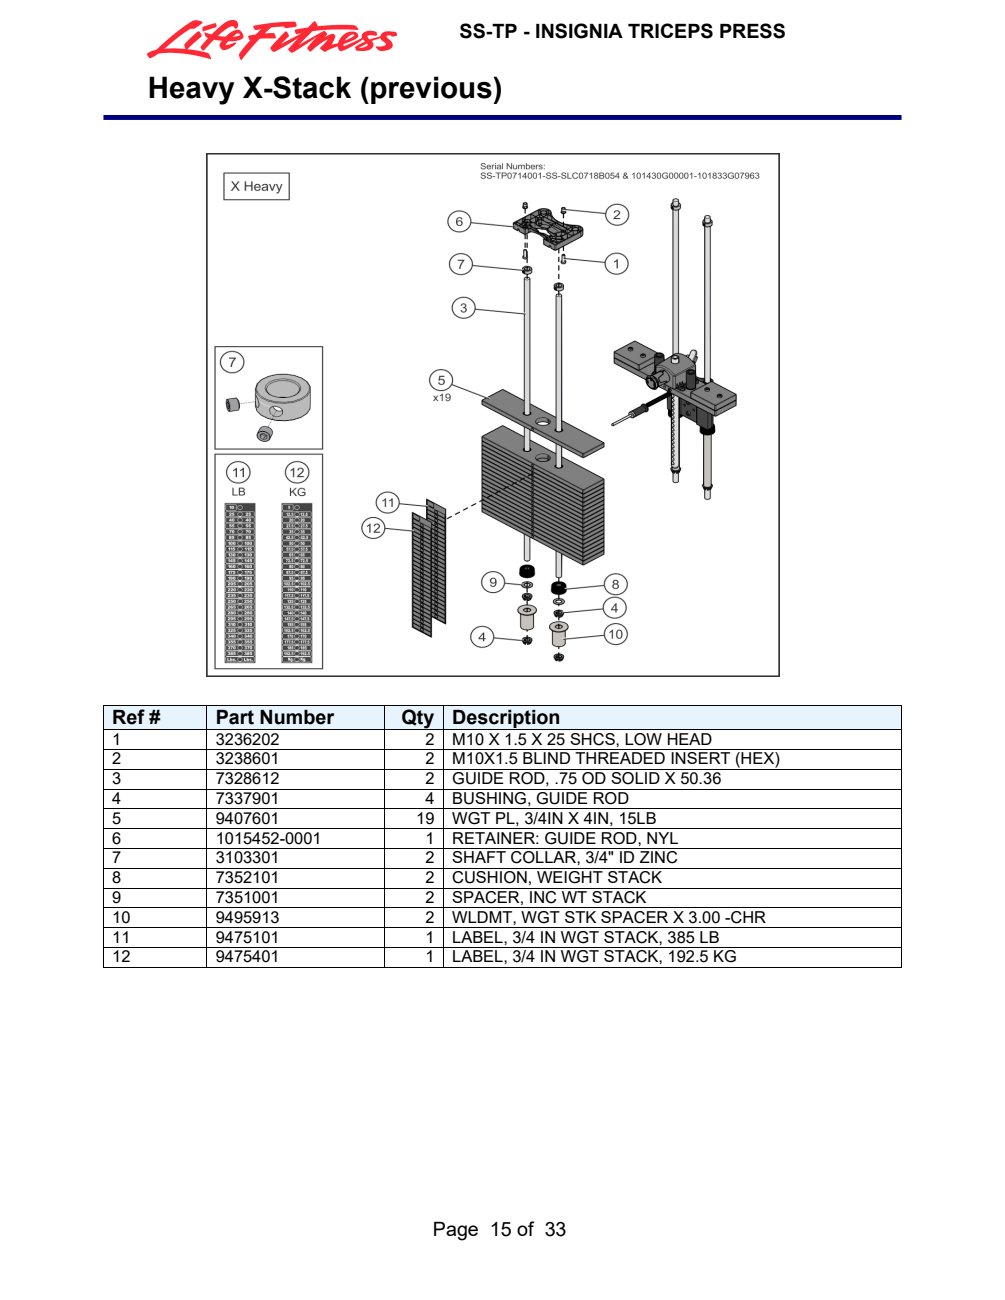 Life Fitness
SS-TP - INSIGNIA TRICEPS PRESS
Heavy X-Stack (previous)
Serial Numbers:
SS-TP0714001-SS-SLC0718B054 & 101430G00001-101833G07963
X Heavy
6
2
7
1
3
7
5
x19
11
LB
12
KG
11
12
9
8
4
4
10
Ref # Part Number Qty Description
1 3236202 2 M10 X 1.5 X 25 SHCS, LOW HEAD
2 3238601 2 M10X1.5 BLIND THREADED INSERT (HEX)
3 7328612 2 GUIDE ROD, .75 OD SOLID X 50.36
4 7337901 4 BUSHING, GUIDE ROD
5 9407601 19 WGT PL, 3/4IN X 4IN, 15LB
6 1015452-0001 1 RETAINER: GUIDE ROD, NYL
7 3103301 2 SHAFT COLLAR, 3/4" ID ZINC
8 7352101 2 CUSHION, WEIGHT STACK
9 7351001 2 SPACER, INC WT STACK
10 9495913 2 WLDMT, WGT STK SPACER X 3.00 -CHR
11 9475101 1 LABEL, 3/4 IN WGT STACK, 385 LB
12 9475401 1 LABEL, 3/4 IN WGT STACK, 192.5 KG
Page 15 of 33